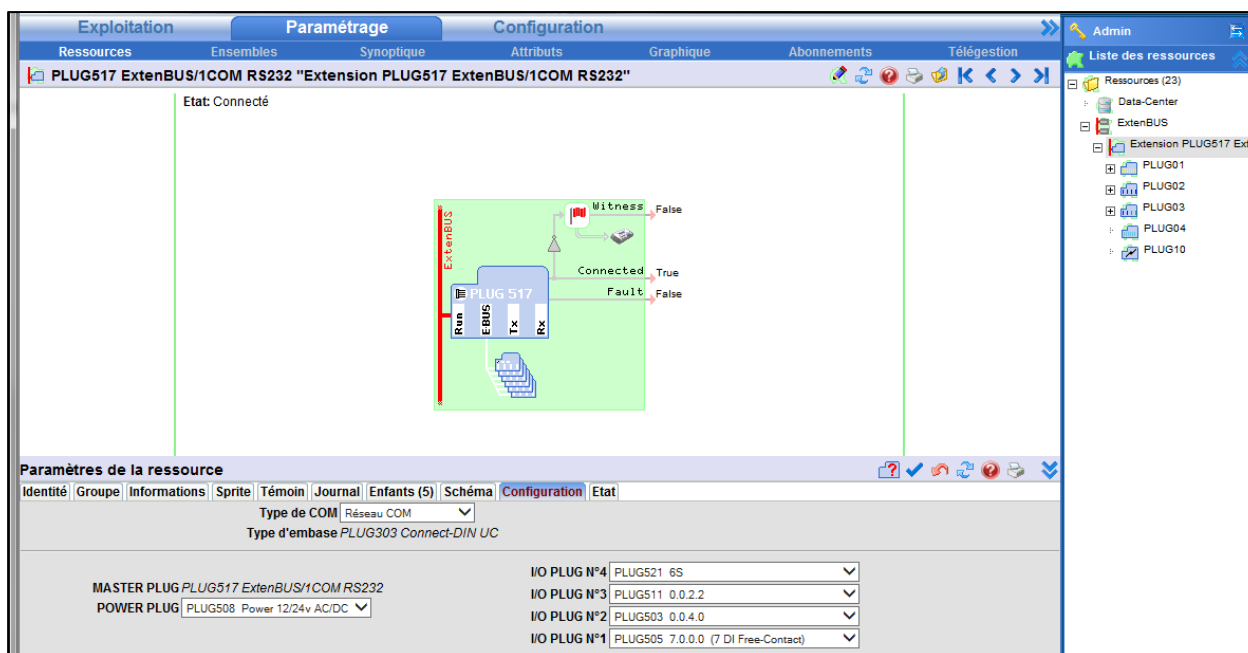 Exploitation Paramétrage Configuration
Ressources Ensembles Synoptique Attributs Graphique Abonnements Télégestion
PLUG517 ExtenBUS/1COM RS232 "Extension PLUG517 ExtenBUS/1COM RS232"
Etat: Connecté
ExtenBUS
Witness False
Connected True
Fault False
PLUG 517
Run E-BUS Tx Rx
Paramètres de la ressource
Identité Groupe Informations Sprite Témoin Journal Enfants (5) Schéma Configuration Etat
Type de COM Réseau COM
Type d'embase PLUG303 Connect-DIN UC
MASTER PLUG PLUG517 ExtenBUS/1COM RS232
POWER PLUG PLUG508 Power 12/24v AC/DC
I/O PLUG N°4 PLUG521 6S
I/O PLUG N°3 PLUG511 0.0.2.2
I/O PLUG N°2 PLUG503 0.0.4.0
I/O PLUG N°1 PLUG505 7.0.0.0 (7 DI Free-Contact)
Admin
Liste des ressources
Ressources (23)
Data-Center
ExtenBUS
Extension PLUG517 Ext
PLUG01
PLUG02
PLUG03
PLUG04
PLUG10